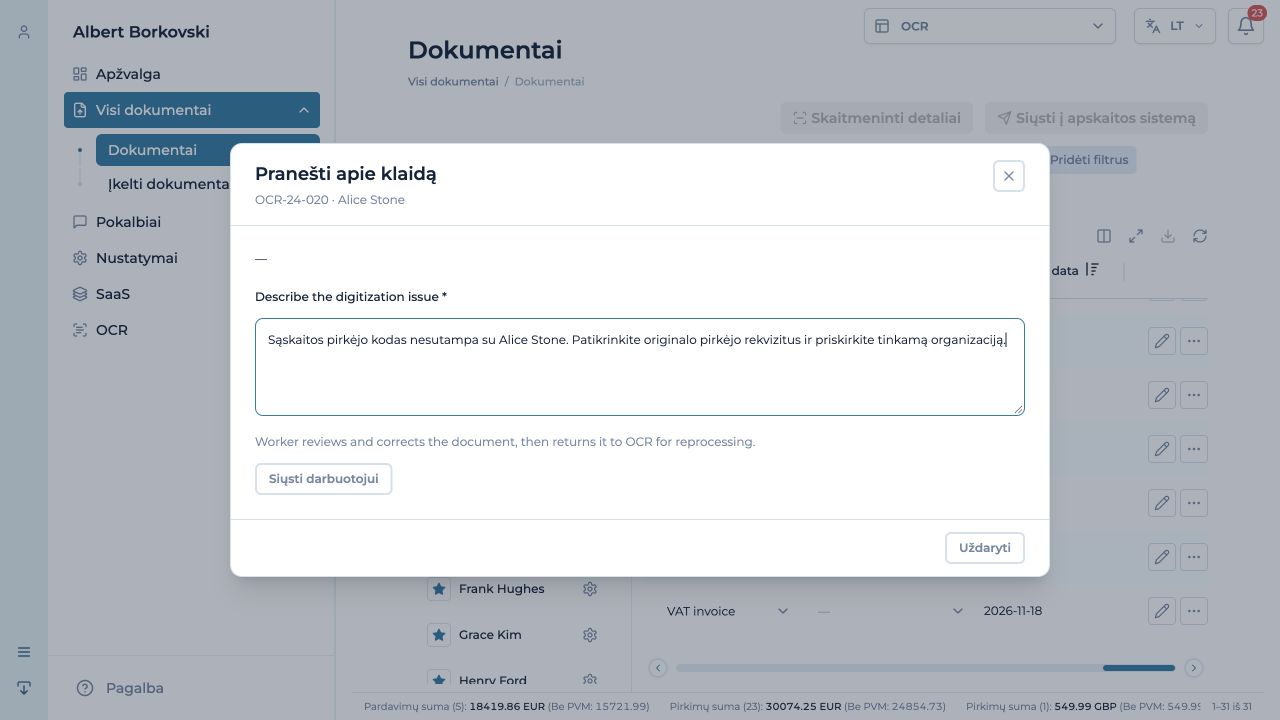 Albert Borkovski
Apžvalga
Visi dokumentai
Dokumentai
Įkelti dokumenta
Pokalbiai
Nustatymai
SaaS
OCR
Pagalba
Dokumentai
Visi dokumentai / Dokumentai
OCR
LT
23
Skaitmeninti detaliai
Siųsti į apskaitos sistemą
Pridėti filtrus
data
Pranešti apie klaidą
OCR-24-020 · Alice Stone
—
Describe the digitization issue *
Sąskaitos pirkėjo kodas nesutampa su Alice Stone. Patikrinkite originalo pirkėjo rekvizitus ir priskirkite tinkamą organizaciją.
Worker reviews and corrects the document, then returns it to OCR for reprocessing.
Siųsti darbuotojui
Uždaryti
Frank Hughes
VAT invoice — 2026-11-18
Grace Kim
Henry Ford
Pardavimų suma (5): 18419.86 EUR (Be PVM: 15721.99) Pirkimų suma (23): 30074.25 EUR (Be PVM: 24854.73) Pirkimų suma (1): 549.99 GBP (Be PVM: 549.99 1–31 iš 31